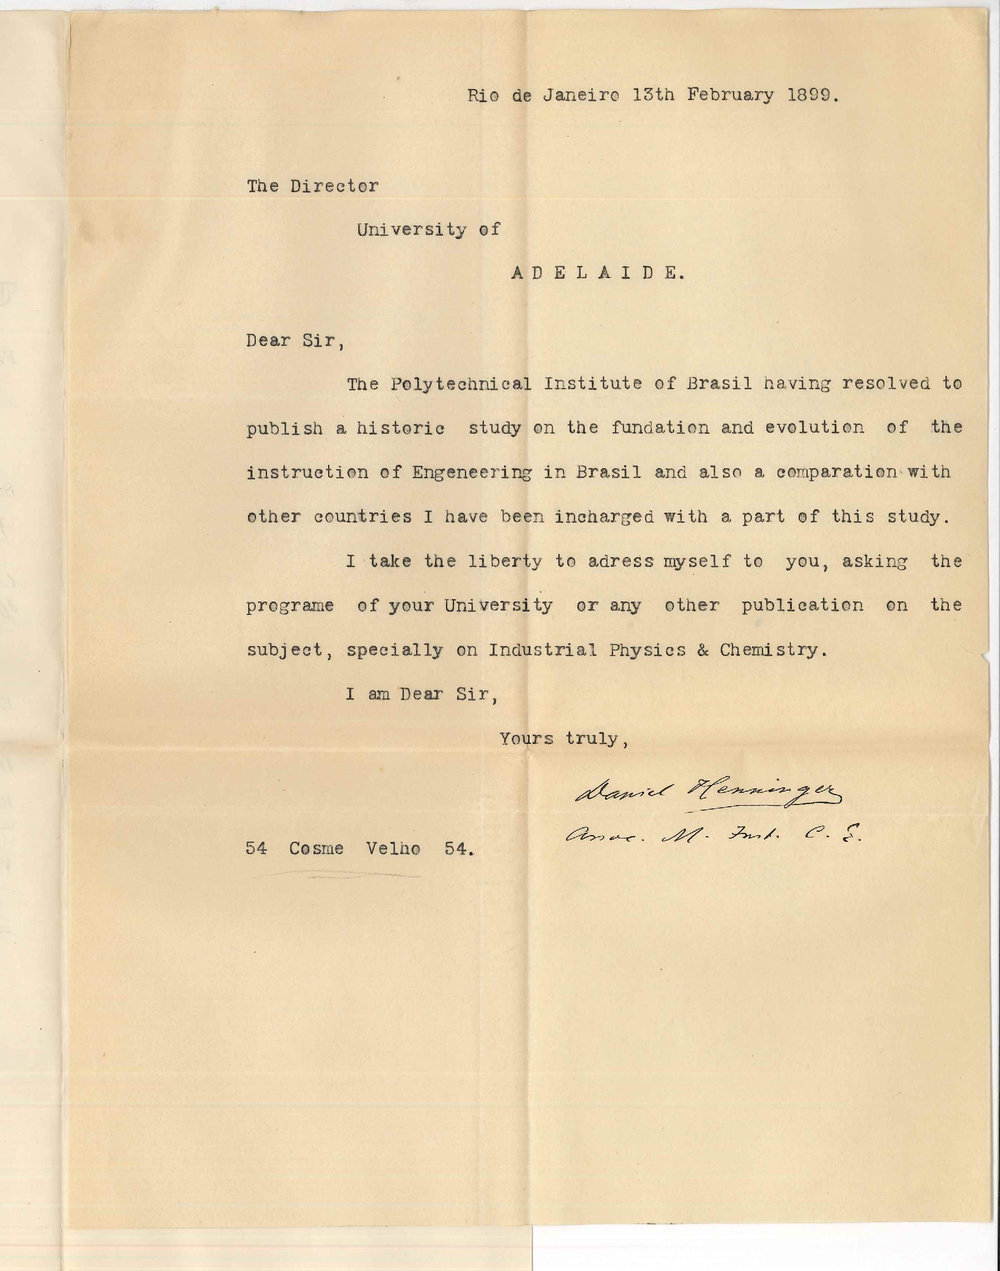 Rio de Janeiro 13th February 1899.
The Director
University of
A D E L A I D E.
Dear Sir,
The Polytechnical Institute of Brasil having resolved to
publish a historic study on the fundation and evolution of the
instruction of Engeneering in Brasil and also a comparation with
other countries I have been incharged with a part of this study.
I take the liberty to adress myself to you, asking the
programe of your University or any other publication on the
subject, specially on Industrial Physics & Chemistry.
I am Dear Sir,
Yours truly,
Daniel Henninger
Assoc. M. Inst. C. E.
54 Cosme Velho 54.